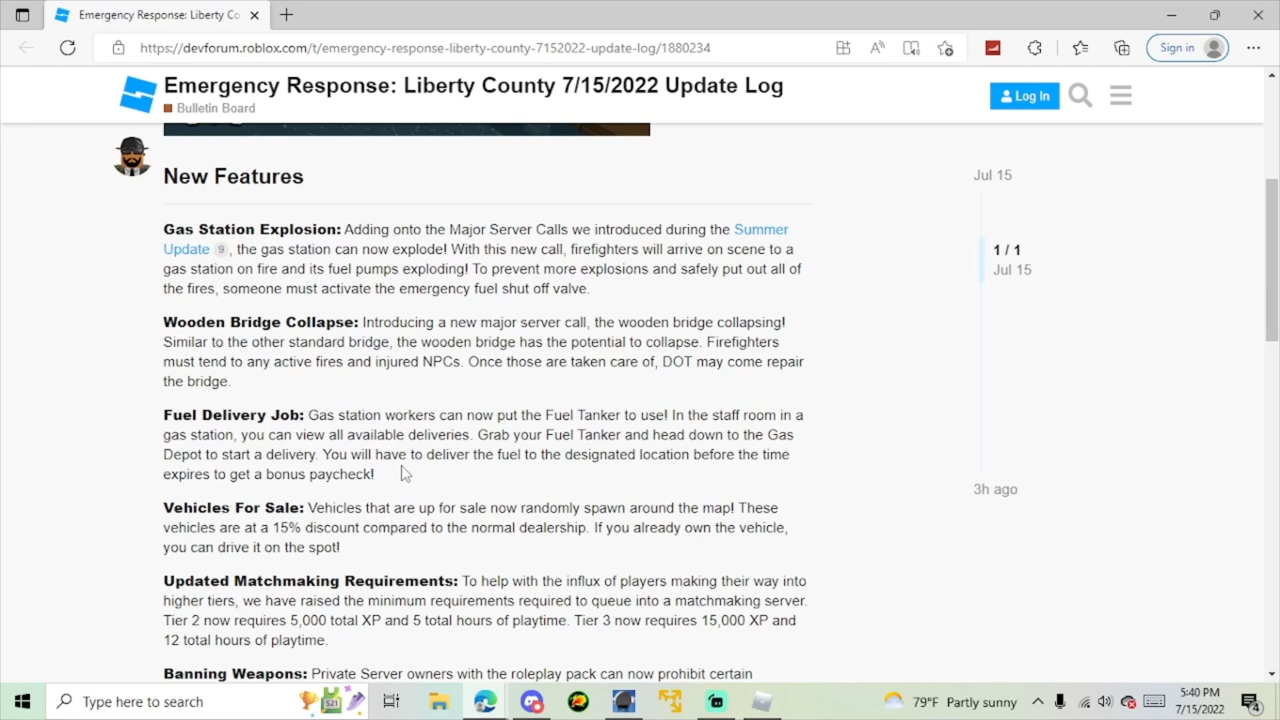 Emergency Response: Liberty Co
https://devforum.roblox.com/t/emergency-response-liberty-county-7152022-update-log/1880234
Sign in
Emergency Response: Liberty County 7/15/2022 Update Log
Bulletin Board
Log In
New Features
Jul 15
Gas Station Explosion: Adding onto the Major Server Calls we introduced during the Summer
Update 9 , the gas station can now explode! With this new call, firefighters will arrive on scene to a
gas station on fire and its fuel pumps exploding! To prevent more explosions and safely put out all of
the fires, someone must activate the emergency fuel shut off valve.
1 / 1
Jul 15
Wooden Bridge Collapse: Introducing a new major server call, the wooden bridge collapsing!
Similar to the other standard bridge, the wooden bridge has the potential to collapse. Firefighters
must tend to any active fires and injured NPCs. Once those are taken care of, DOT may come repair
the bridge.
Fuel Delivery Job: Gas station workers can now put the Fuel Tanker to use! In the staff room in a
gas station, you can view all available deliveries. Grab your Fuel Tanker and head down to the Gas
Depot to start a delivery. You will have to deliver the fuel to the designated location before the time
expires to get a bonus paycheck!
3h ago
Vehicles For Sale: Vehicles that are up for sale now randomly spawn around the map! These
vehicles are at a 15% discount compared to the normal dealership. If you already own the vehicle,
you can drive it on the spot!
Updated Matchmaking Requirements: To help with the influx of players making their way into
higher tiers, we have raised the minimum requirements required to queue into a matchmaking server.
Tier 2 now requires 5,000 total XP and 5 total hours of playtime. Tier 3 now requires 15,000 XP and
12 total hours of playtime.
Banning Weapons: Private Server owners with the roleplay pack can now prohibit certain
Type here to search
79°F Partly sunny
5:40 PM
7/15/2022
4